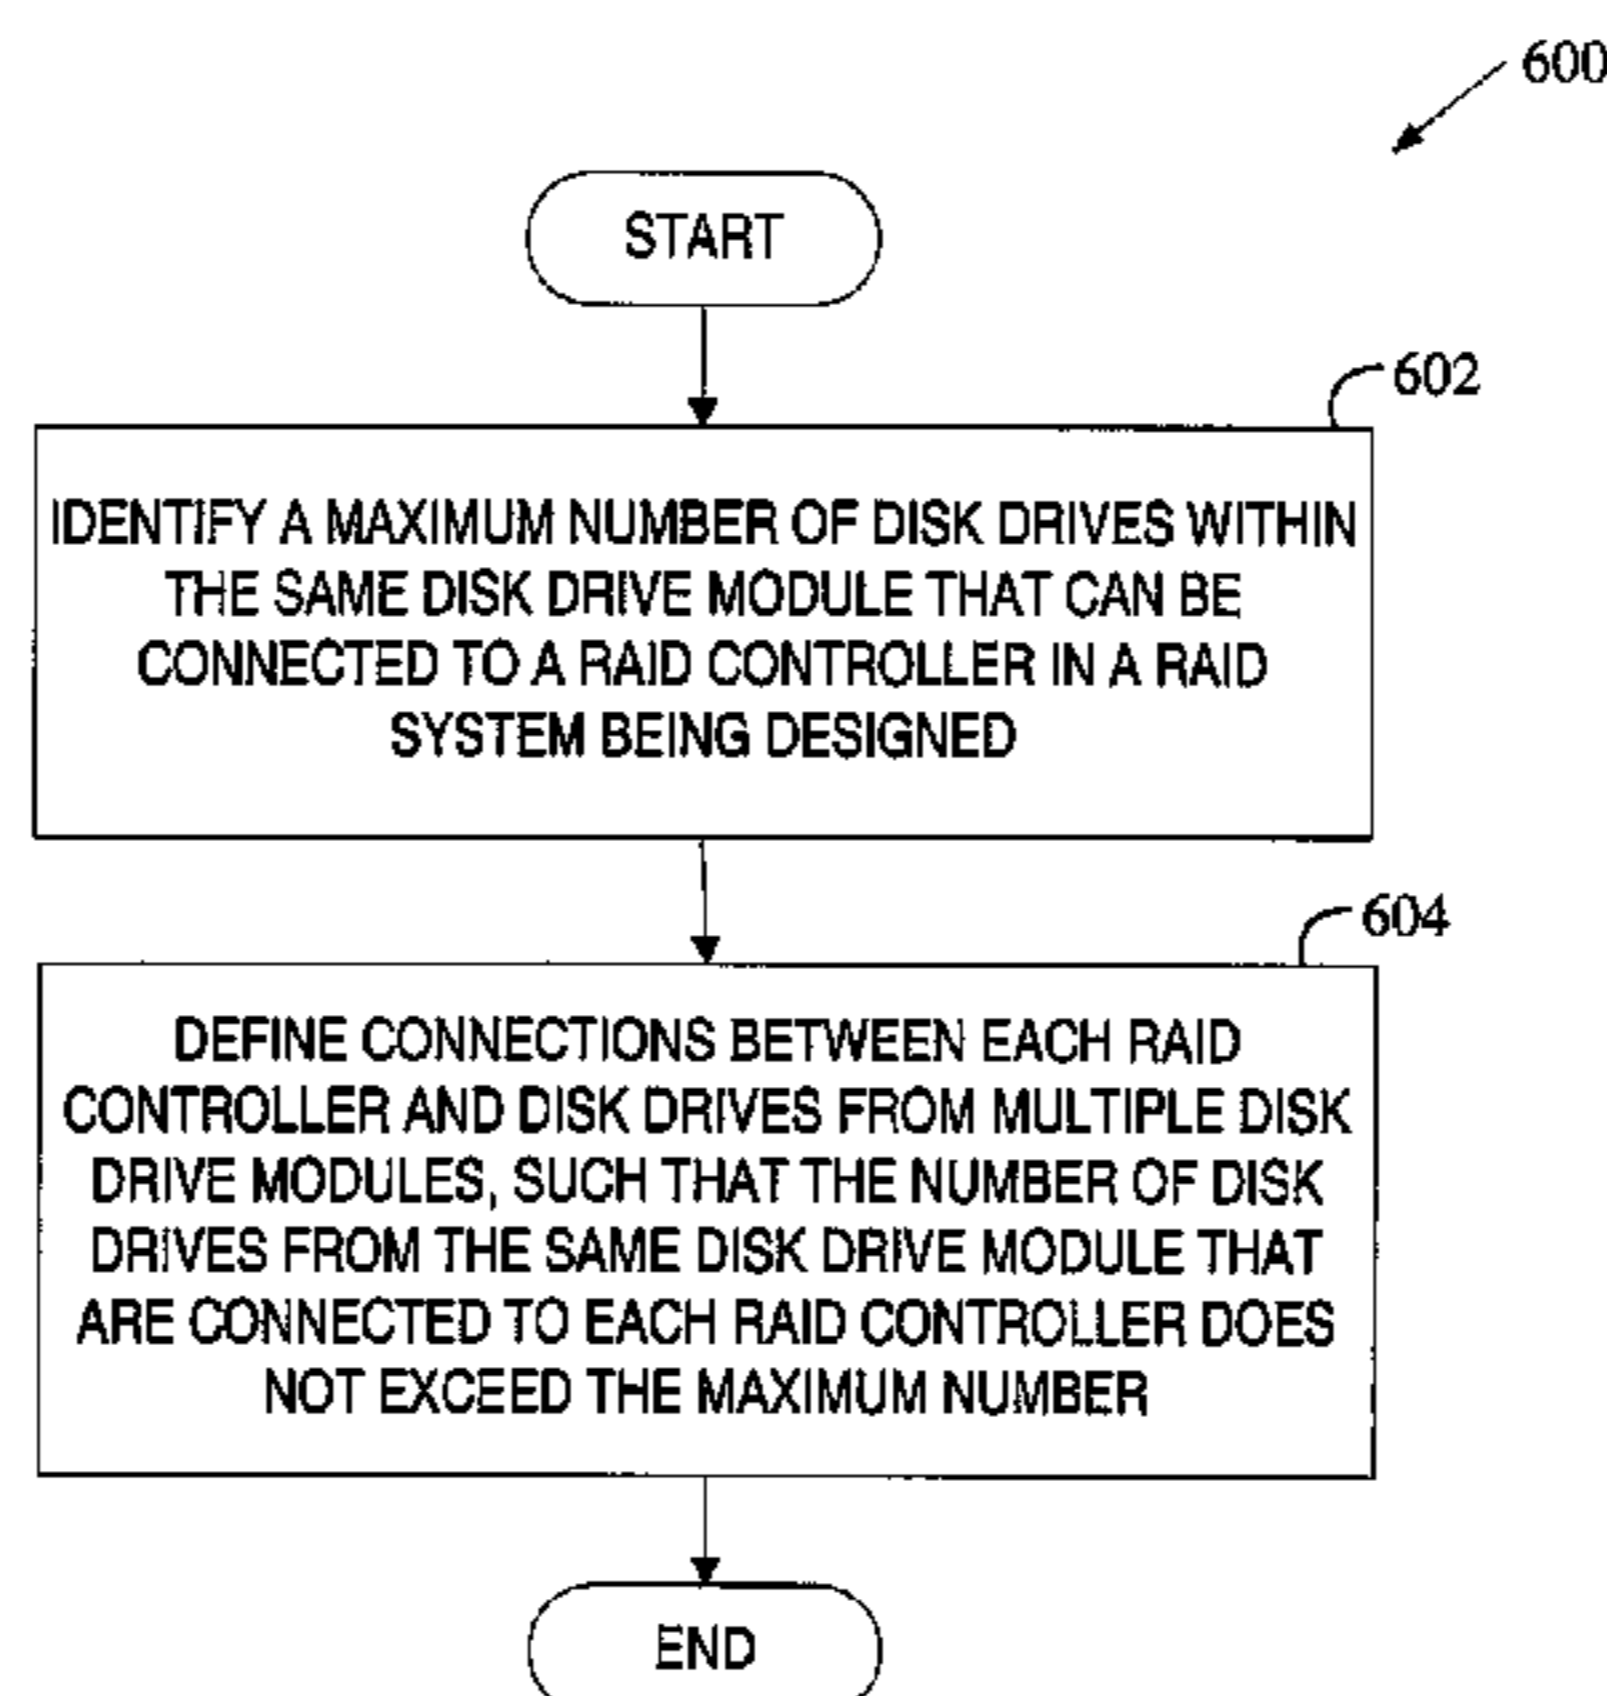 600
START
602
IDENTIFY A MAXIMUM NUMBER OF DISK DRIVES WITHIN
THE SAME DISK DRIVE MODULE THAT CAN BE
CONNECTED TO A RAID CONTROLLER IN A RAID
SYSTEM BEING DESIGNED
604
DEFINE CONNECTIONS BETWEEN EACH RAID
CONTROLLER AND DISK DRIVES FROM MULTIPLE DISK
DRIVE MODULES, SUCH THAT THE NUMBER OF DISK
DRIVES FROM THE SAME DISK DRIVE MODULE THAT
ARE CONNECTED TO EACH RAID CONTROLLER DOES
NOT EXCEED THE MAXIMUM NUMBER
END